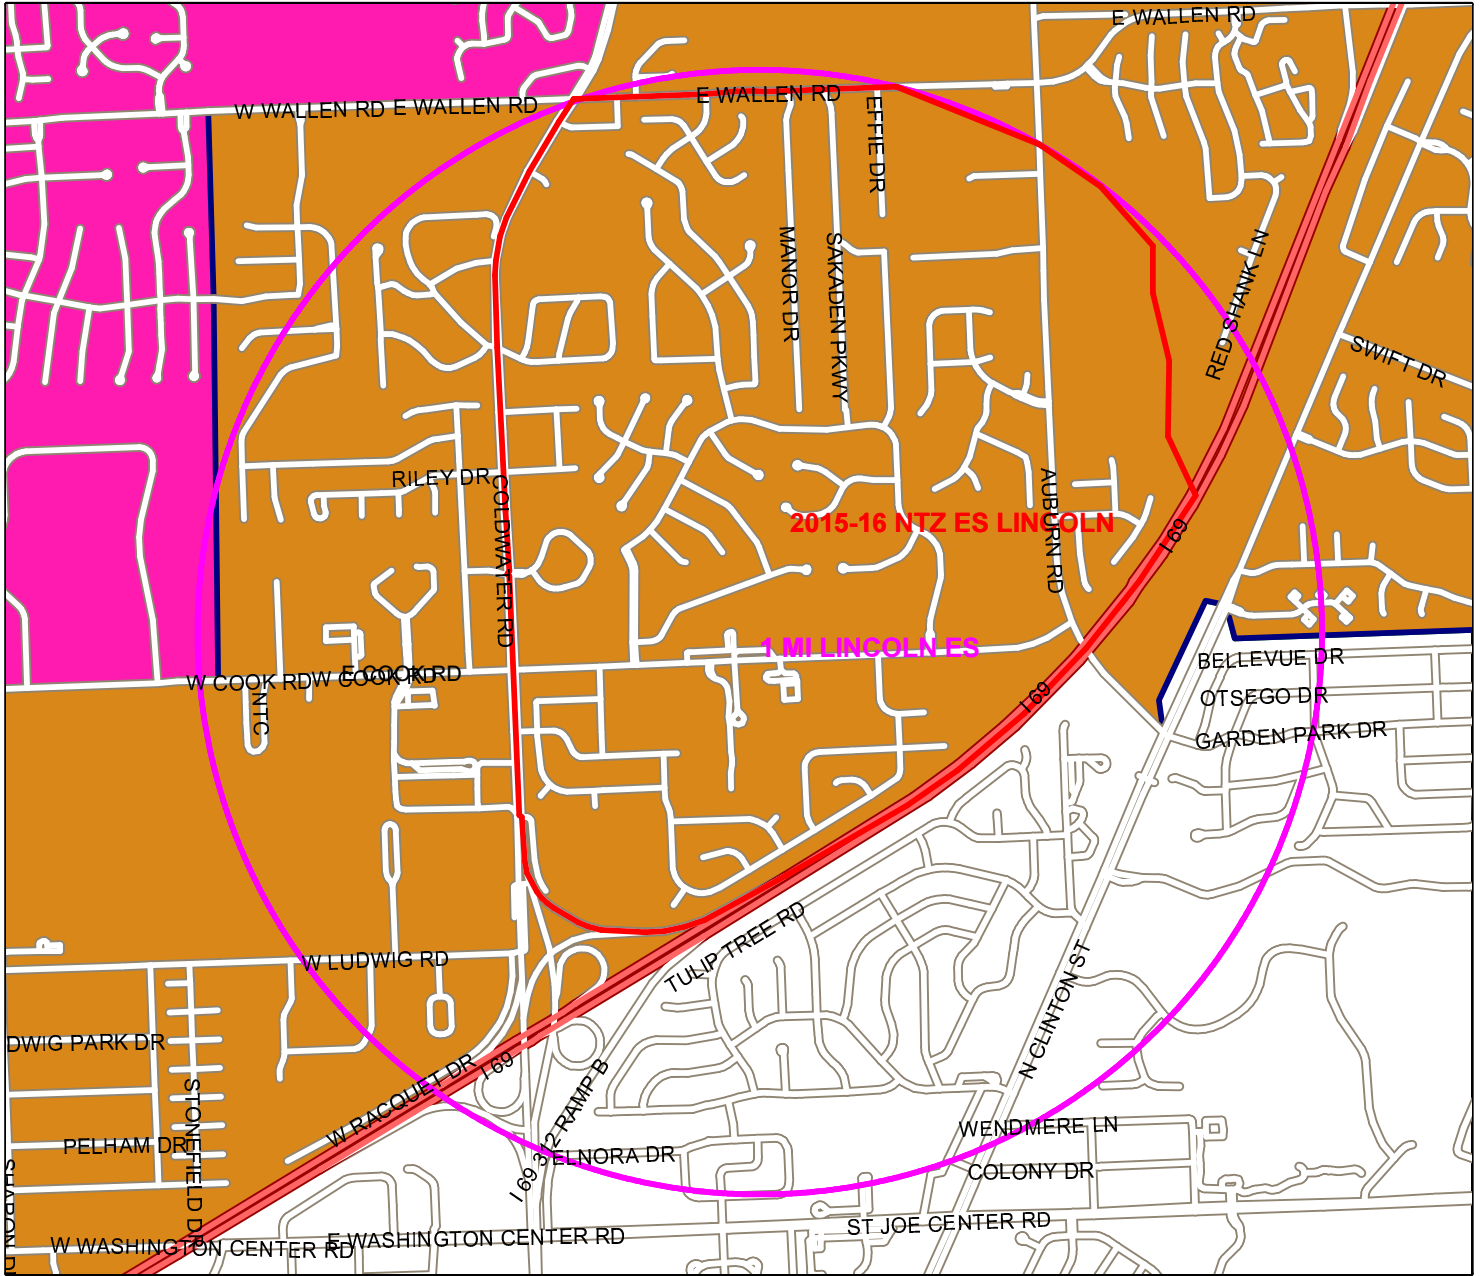 E WALLEN RD
W WALLEN RD
E WALLEN RD
E WALLEN RD
EFFIE DR
MANOR DR
SAKADEN PKWY
RED SHANK LN
SWIFT DR
RILEY DR
COLDWATER RD
2015-16 NTZ ES LINCOLN
AUBURN RD
I 69
1 MI LINCOLN ES
BELLEVUE DR
W COOK RD
W COOK RD
E COOK RD
NTC
I 69
OTSEGO DR
GARDEN PARK DR
TULIP TREE RD
W LUDWIG RD
N CLINTON ST
DWIG PARK DR
I 69
W RACQUET DR
STONEFIELD DR
I 69 312 RAMP B
PELHAM DR
ELNORA DR
WENDMERE LN
COLONY DR
SHARON DR
ST JOE CENTER RD
W WASHINGTON CENTER RD
E WASHINGTON CENTER RD